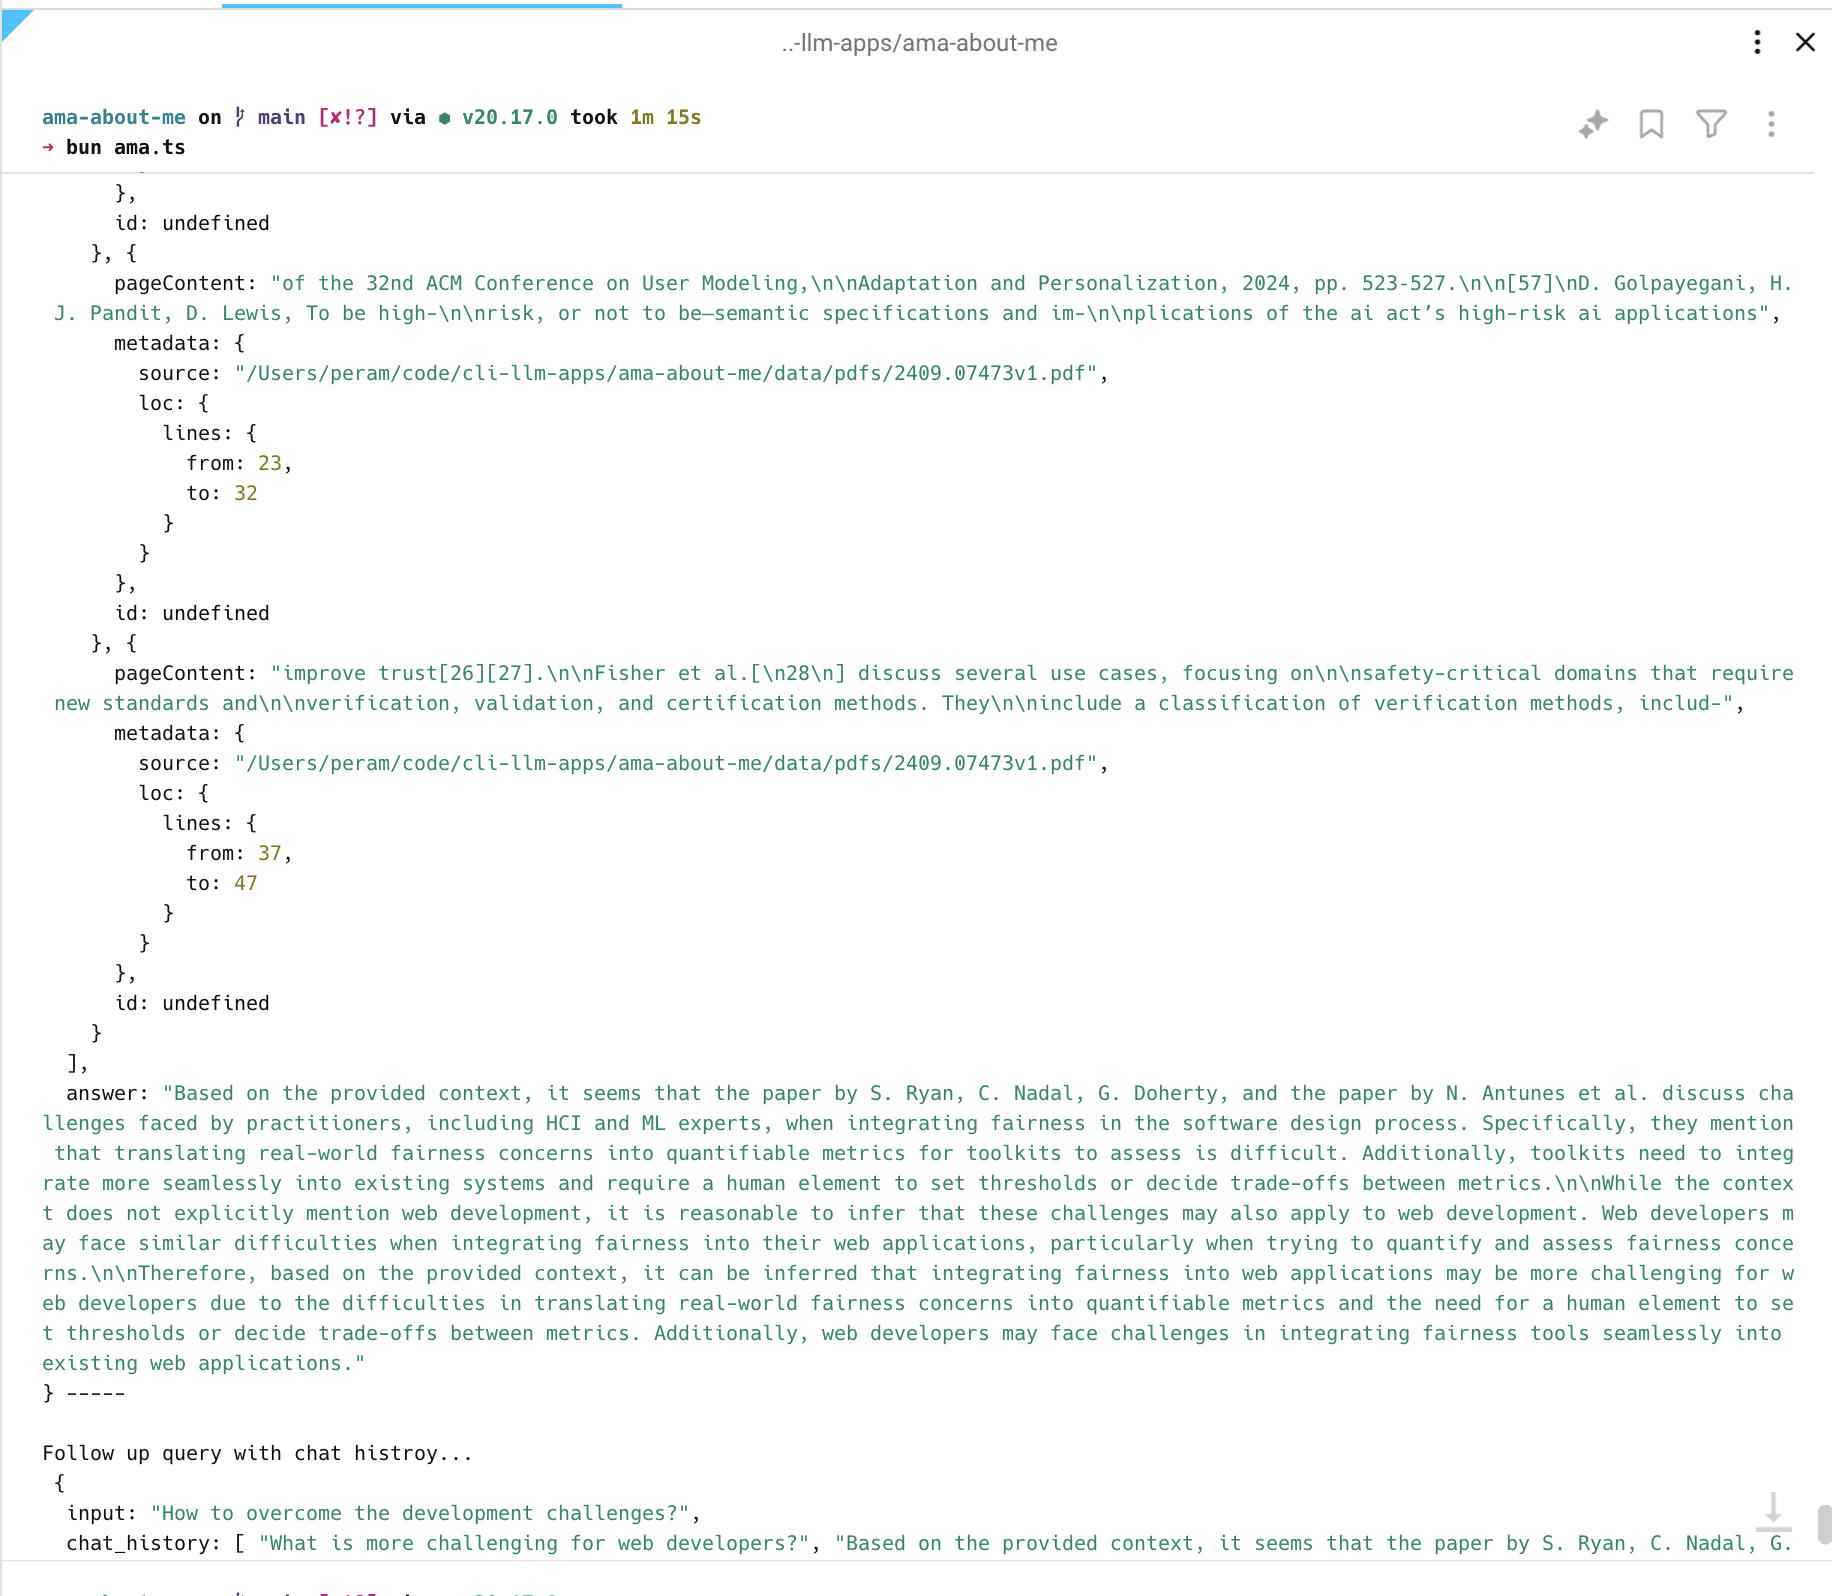 ..-llm-apps/ama-about-me
ama-about-me on main [✘!?] via ⬢ v20.17.0 took 1m 15s
➜ bun ama.ts
},
id: undefined
}, {
pageContent: "of the 32nd ACM Conference on User Modeling,\n\nAdaptation and Personalization, 2024, pp. 523-527.\n\n[57]\nD. Golpayegani, H.
J. Pandit, D. Lewis, To be high-\n\nrisk, or not to be—semantic specifications and im-\n\nplications of the ai act’s high-risk ai applications",
metadata: {
source: "/Users/peram/code/cli-llm-apps/ama-about-me/data/pdfs/2409.07473v1.pdf",
loc: {
lines: {
from: 23,
to: 32
}
}
},
id: undefined
}, {
pageContent: "improve trust[26][27].\n\nFisher et al.[\n28\n] discuss several use cases, focusing on\n\nsafety-critical domains that require
new standards and\n\nverification, validation, and certification methods. They\n\ninclude a classification of verification methods, includ-",
metadata: {
source: "/Users/peram/code/cli-llm-apps/ama-about-me/data/pdfs/2409.07473v1.pdf",
loc: {
lines: {
from: 37,
to: 47
}
}
},
id: undefined
}
],
answer: "Based on the provided context, it seems that the paper by S. Ryan, C. Nadal, G. Doherty, and the paper by N. Antunes et al. discuss cha
llenges faced by practitioners, including HCI and ML experts, when integrating fairness in the software design process. Specifically, they mention
that translating real-world fairness concerns into quantifiable metrics for toolkits to assess is difficult. Additionally, toolkits need to integ
rate more seamlessly into existing systems and require a human element to set thresholds or decide trade-offs between metrics.\n\nWhile the contex
t does not explicitly mention web development, it is reasonable to infer that these challenges may also apply to web development. Web developers m
ay face similar difficulties when integrating fairness into their web applications, particularly when trying to quantify and assess fairness conce
rns.\n\nTherefore, based on the provided context, it can be inferred that integrating fairness into web applications may be more challenging for w
eb developers due to the difficulties in translating real-world fairness concerns into quantifiable metrics and the need for a human element to se
t thresholds or decide trade-offs between metrics. Additionally, web developers may face challenges in integrating fairness tools seamlessly into
existing web applications."
} -----
Follow up query with chat histroy...
{
input: "How to overcome the development challenges?",
chat_history: [ "What is more challenging for web developers?", "Based on the provided context, it seems that the paper by S. Ryan, C. Nadal, G.